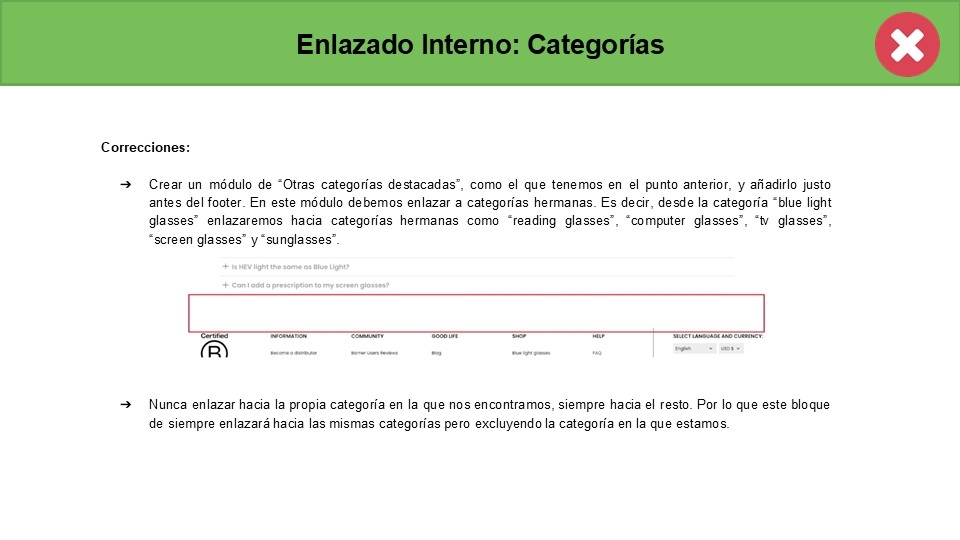 Enlazado Interno: Categorías
Correcciones:
➔ Crear un módulo de “Otras categorías destacadas”, como el que tenemos en el punto anterior, y añadirlo justo
antes del footer. En este módulo debemos enlazar a categorías hermanas. Es decir, desde la categoría “blue light
glasses” enlazaremos hacia categorías hermanas como “reading glasses”, “computer glasses”, “tv glasses”,
“screen glasses” y “sunglasses”.
+ Is HEV light the same as Blue Light?
+ Can I add a prescription to my screen glasses?
Certified INFORMATION COMMUNITY GOOD LIFE SHOP HELP SELECT LANGUAGE AND CURRENCY:
B Become a distributor Barner Users Reviews Blog Blue light glasses FAQ English USD $
➔ Nunca enlazar hacia la propia categoría en la que nos encontramos, siempre hacia el resto. Por lo que este bloque
de siempre enlazará hacia las mismas categorías pero excluyendo la categoría en la que estamos.